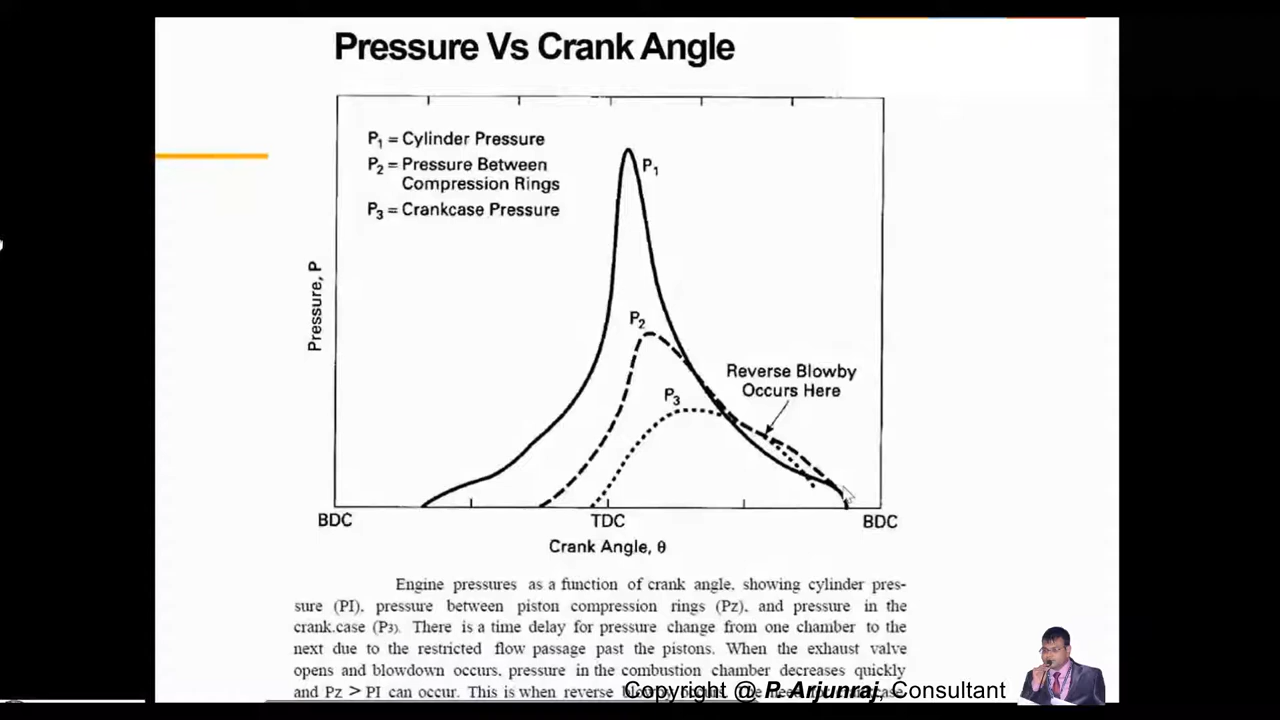 Pressure Vs Crank Angle
P1 = Cylinder Pressure
P2 = Pressure Between
Compression Rings
P3 = Crankcase Pressure
P1
P2
P3
Reverse Blowby
Occurs Here
Pressure, P
BDC
TDC
BDC
Crank Angle, θ
Engine pressures as a function of crank angle. showing cylinder pres-
sure (PI). pressure between piston compression rings (Pz). and pressure in the
crank.case (P3). There is a time delay for pressure change from one chamber to the
next due to the restricted flow passage past the pistons. When the exhaust valve
opens and blowdown occurs. pressure in the combustion chamber decreases quickly
and Pz > PI can occur. This is when reverse
Copyright @ P. Arjunraj, Consultant